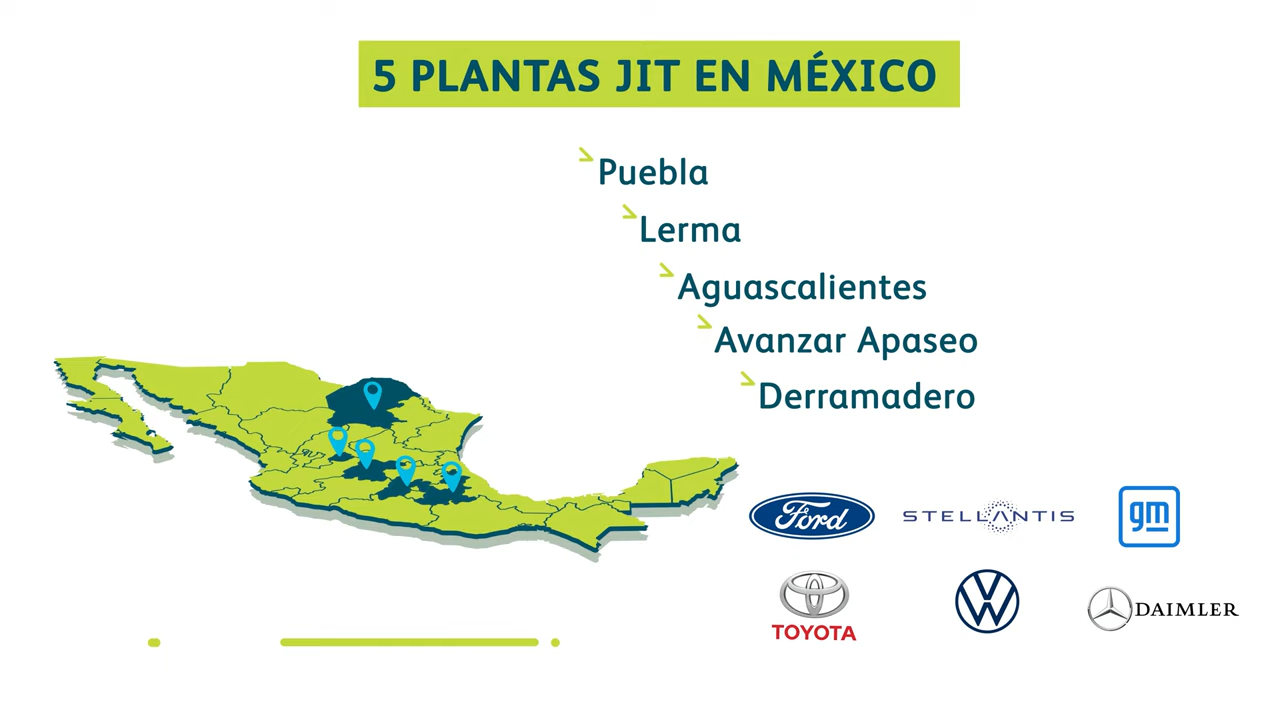 5 PLANTAS JIT EN MÉXICO
Puebla
Lerma
Aguascalientes
Avanzar Apaseo
Derramadero
Ford
STELLANTIS
gm
TOYOTA
DAIMLER